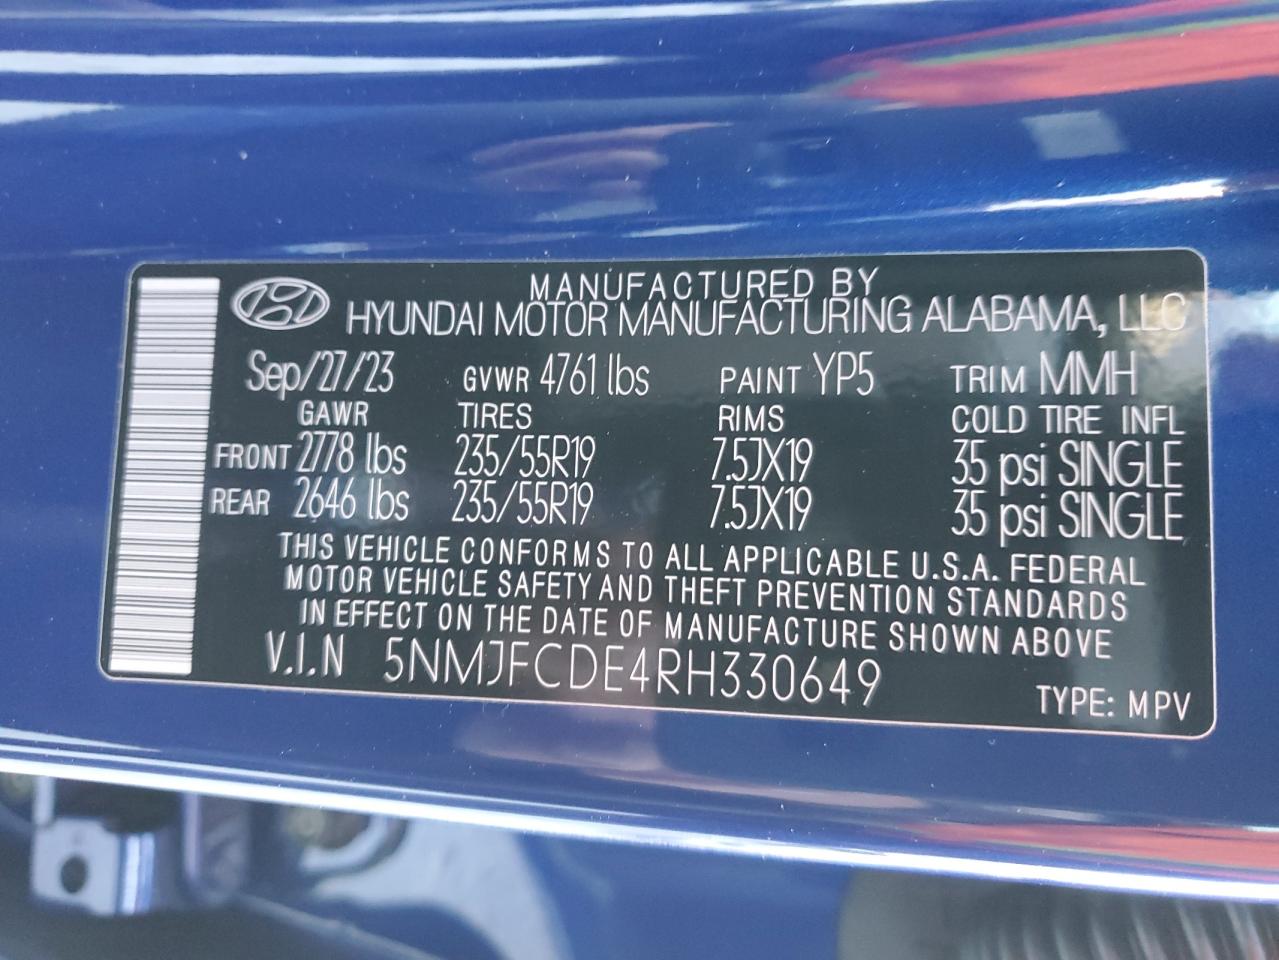 MANUFACTURED BY
HYUNDAI MOTOR MANUFACTURING ALABAMA, LLC
Sep/27/23 GVWR 4761 lbs PAINT YP5 TRIM MMH
GAWR TIRES RIMS COLD TIRE INFL
FRONT 2778 lbs 235/55R19 7.5JX19 35 psi SINGLE
REAR 2646 lbs 235/55R19 7.5JX19 35 psi SINGLE
THIS VEHICLE CONFORMS TO ALL APPLICABLE U.S.A. FEDERAL
MOTOR VEHICLE SAFETY AND THEFT PREVENTION STANDARDS
IN EFFECT ON THE DATE OF MANUFACTURE SHOWN ABOVE
V.I.N 5NMJFCDE4RH330649
TYPE: MPV